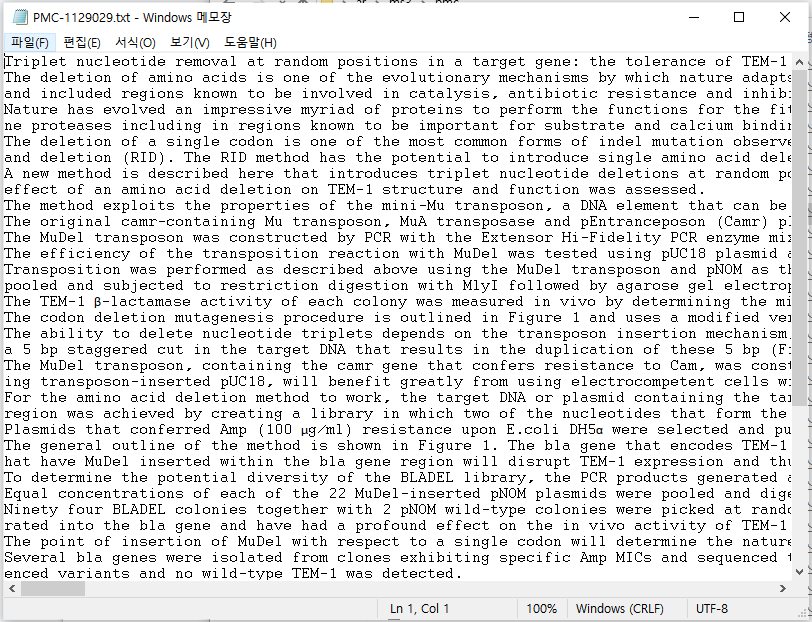 PMC-1129029.txt - Windows 메모장
파일(F) 편집(E) 서식(O) 보기(V) 도움말(H)
Triplet nucleotide removal at random positions in a target gene: the tolerance of TEM-1
The deletion of amino acids is one of the evolutionary mechanisms by which nature adapts
and included regions known to be involved in catalysis, antibiotic resistance and inhib
Nature has evolved an impressive myriad of proteins to perform the functions for the fit
ne proteases including in regions known to be important for substrate and calcium bindin
The deletion of a single codon is one of the most common forms of indel mutation observe
and deletion (RID). The RID method has the potential to introduce single amino acid dele
A new method is described here that introduces triplet nucleotide deletions at random po
effect of an amino acid deletion on TEM-1 structure and function was assessed.
The method exploits the properties of the mini-Mu transposon, a DNA element that can be
The original camr-containing Mu transposon, MuA transposase and pEntranceposon (Camr) pl
The MuDel transposon was constructed by PCR with the Extensor Hi-Fidelity PCR enzyme mix
The efficiency of the transposition reaction with MuDel was tested using pUC18 plasmid a
Transposition was performed as described above using the MuDel transposon and pNOM as th
pooled and subjected to restriction digestion with MlyI followed by agarose gel electrop
The TEM-1 β-lactamase activity of each colony was measured in vivo by determining the mi
The codon deletion mutagenesis procedure is outlined in Figure 1 and uses a modified ver
The ability to delete nucleotide triplets depends on the transposon insertion mechanism.
a 5 bp staggered cut in the target DNA that results in the duplication of these 5 bp (Fi
The MuDel transposon, containing the camr gene that confers resistance to Cam, was const
ing transposon-inserted pUC18, will benefit greatly from using electrocompetent cells wi
For the amino acid deletion method to work, the target DNA or plasmid containing the tar
region was achieved by creating a library in which two of the nucleotides that form the
Plasmids that conferred Amp (100 μg/ml) resistance upon E.coli DH5α were selected and pu
The general outline of the method is shown in Figure 1. The bla gene that encodes TEM-1
hat have MuDel inserted within the bla gene region will disrupt TEM-1 expression and thu
To determine the potential diversity of the BLADEL library, the PCR products generated a
Equal concentrations of each of the 22 MuDel-inserted pNOM plasmids were pooled and dige
Ninety four BLADEL colonies together with 2 pNOM wild-type colonies were picked at rando
rated into the bla gene and have had a profound effect on the in vivo activity of TEM-1
The point of insertion of MuDel with respect to a single codon will determine the nature
Several bla genes were isolated from clones exhibiting specific Amp MICs and sequenced t
enced variants and no wild-type TEM-1 was detected.
Ln 1, Col 1 100% Windows (CRLF) UTF-8